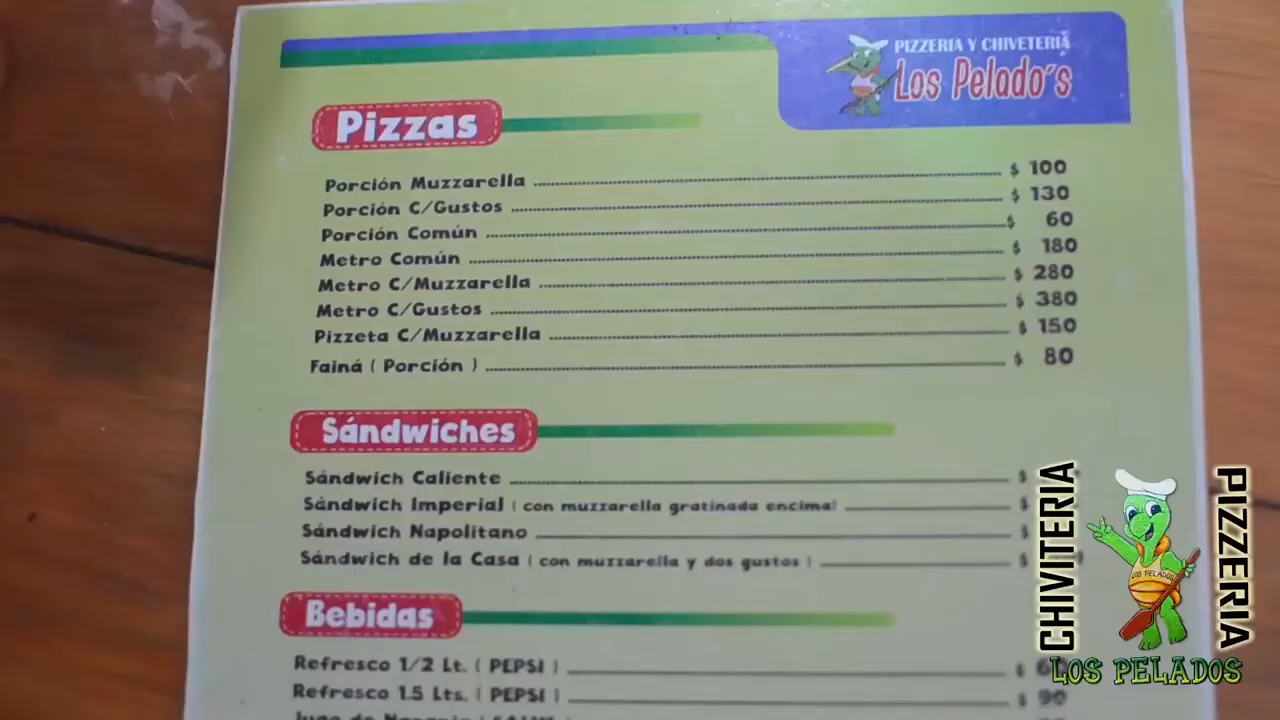 PIZZERIA Y CHIVETERIA
Los Pelado´s
Pizzas
Porción Muzzarella $ 100
Porción C/Gustos $ 130
Porción Común $ 60
Metro Común $ 180
Metro C/Muzzarella $ 280
Metro C/Gustos $ 380
Pizzeta C/Muzzarella $ 150
Fainá ( Porción ) $ 80
Sándwiches
Sándwich Caliente $
Sándwich Imperial ( con muzzarella gratinada encima) $
Sándwich Napolitano $
Sándwich de la Casa ( con muzzarella y dos gustos ) $
Bebidas
Refresco 1/2 Lt. ( PEPSI ) $
Refresco 1.5 Lts. ( PEPSI ) $ 90
CHIVITERIA
PIZZERIA
LOS PELADOS
LOS PELADOS